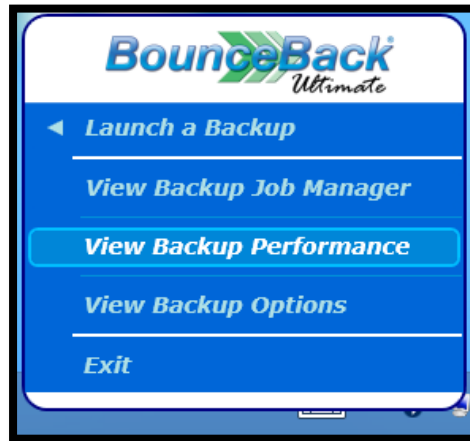 BounceBack
Ultimate
Launch a Backup
View Backup Job Manager
View Backup Performance
View Backup Options
Exit